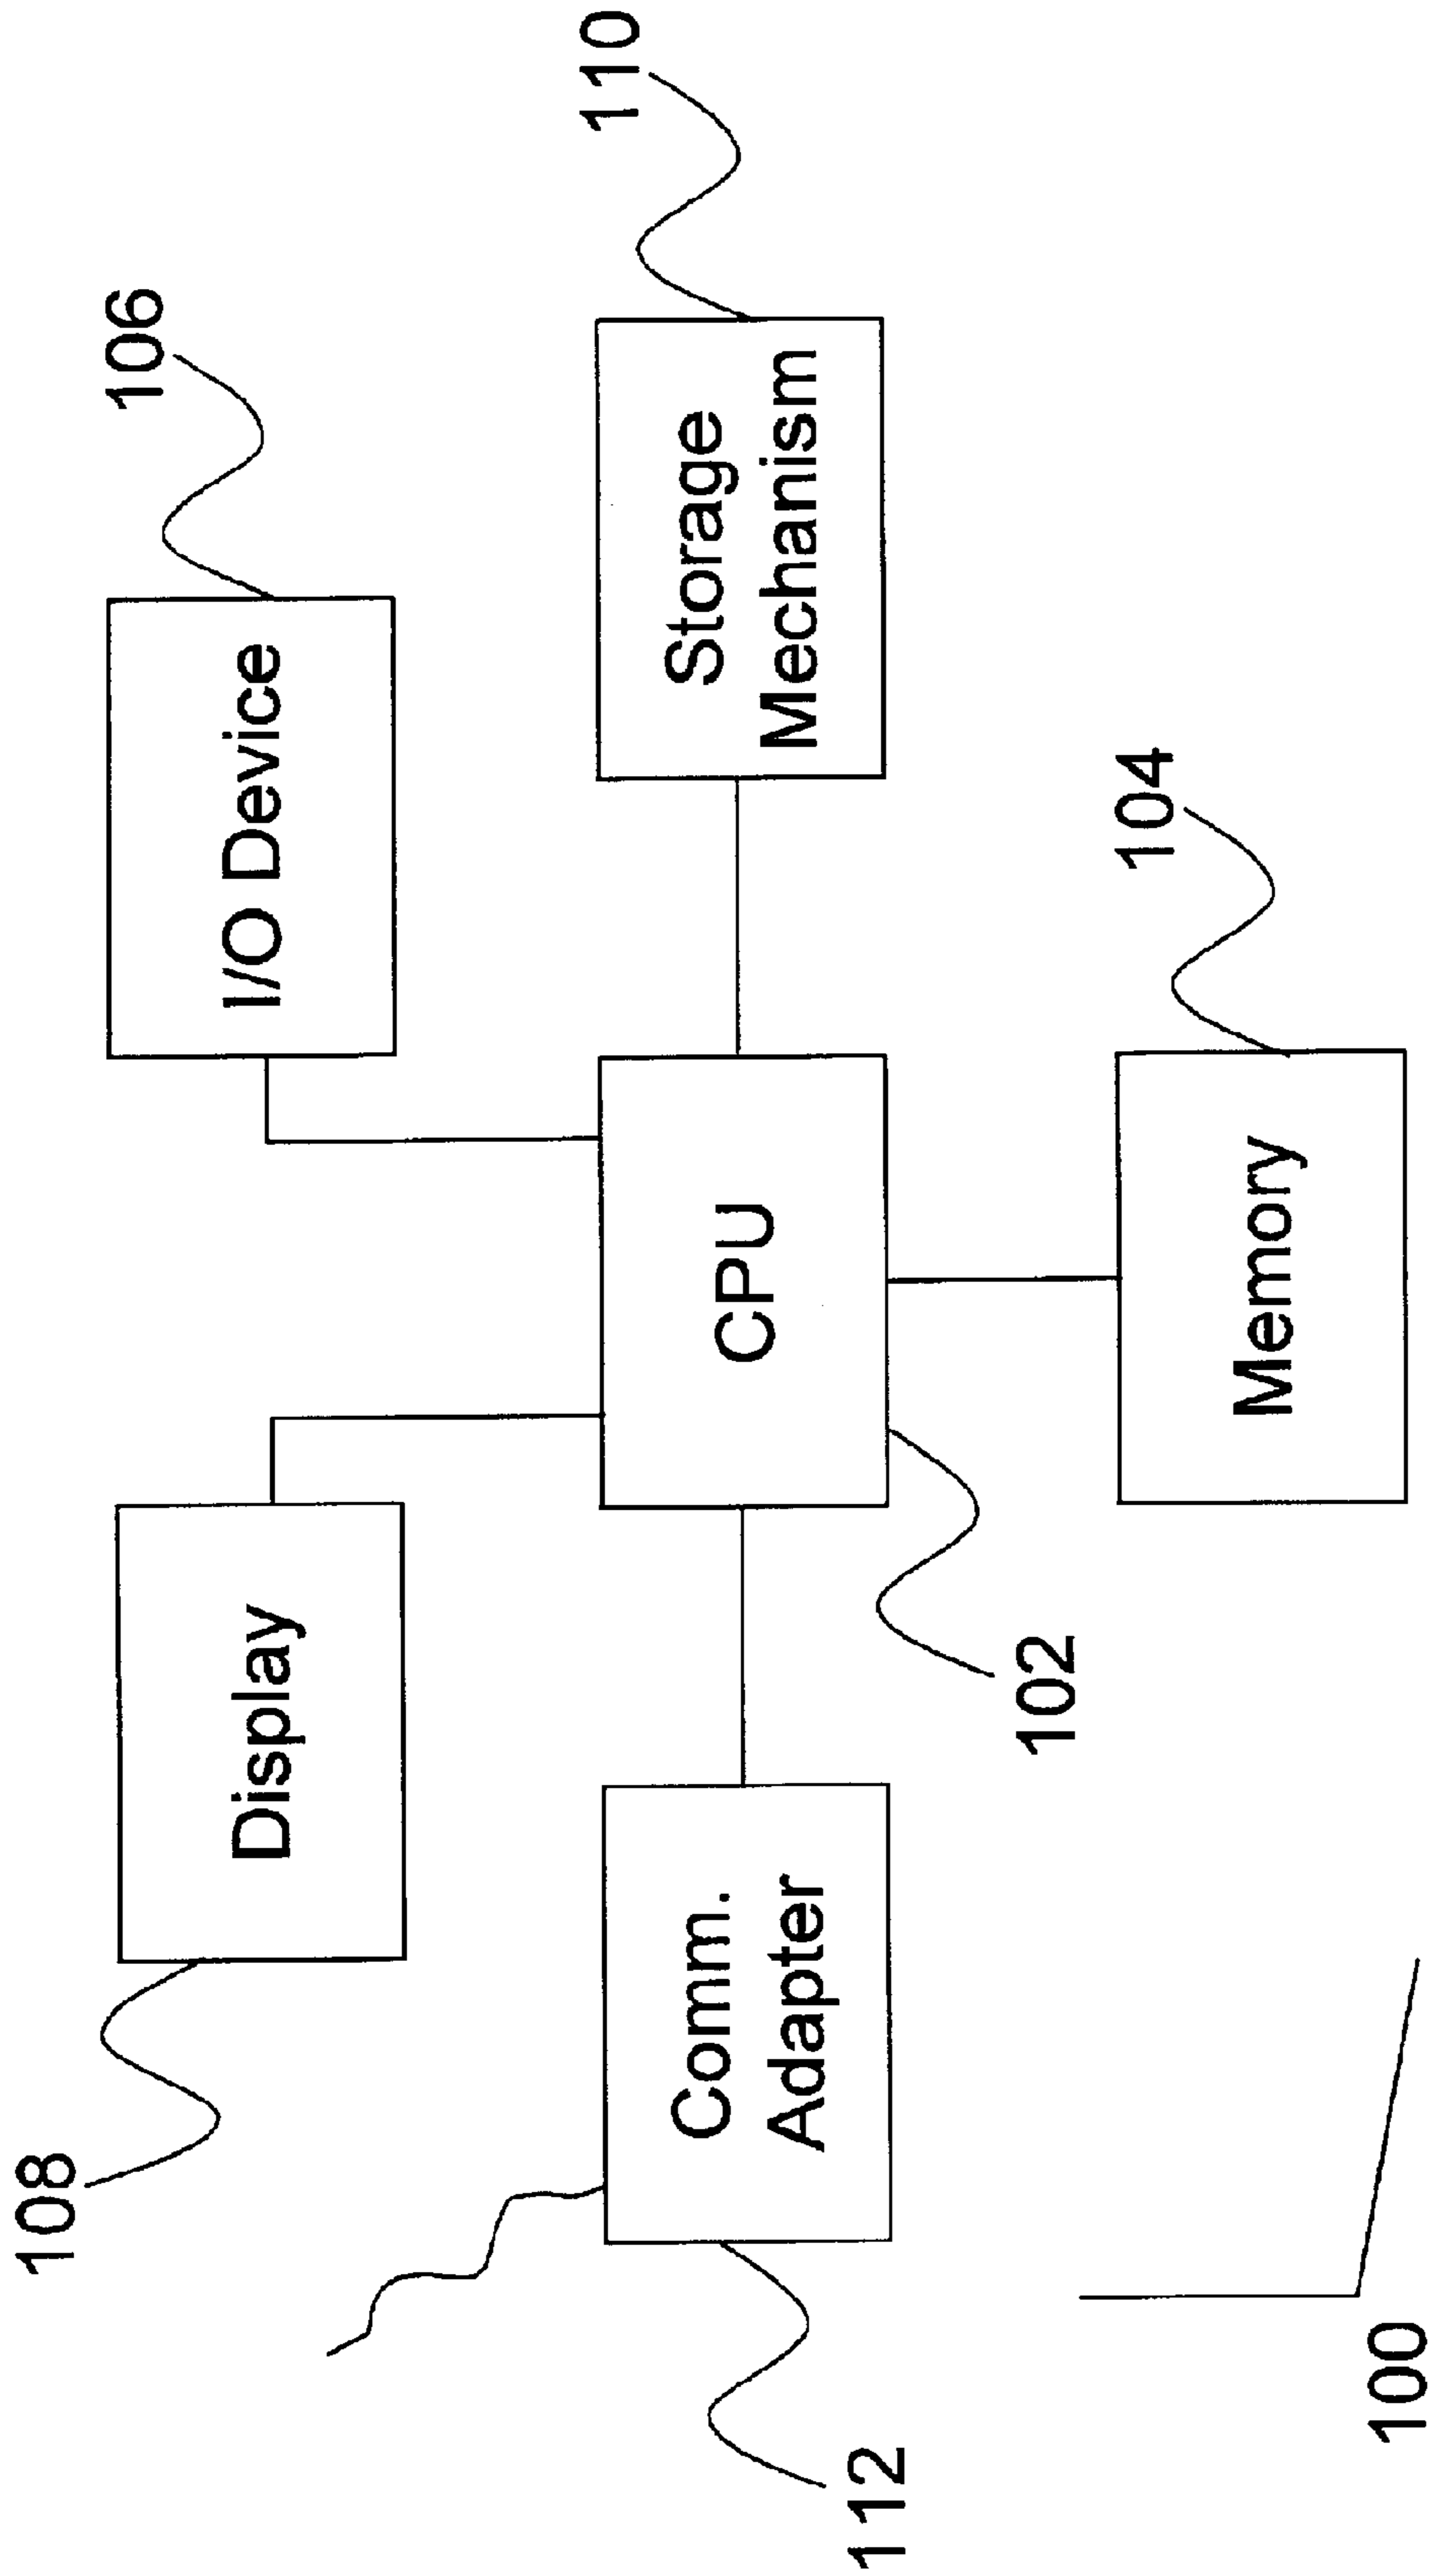 108
Display
I/O Device
106
Comm.
Adapter
CPU
Storage
Mechanism
110
112
102
Memory
104
100